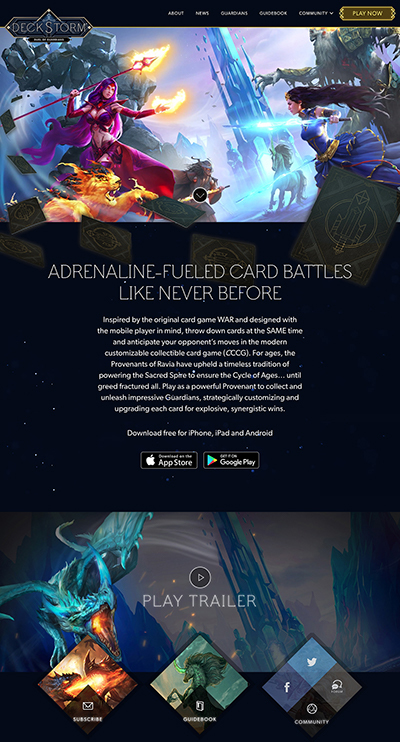 DECKSTORM
DUEL OF GUARDIANS
ABOUT
NEWS
GUARDIANS
GUIDEBOOK
COMMUNITY
PLAY NOW
ADRENALINE-FUELED CARD BATTLES
LIKE NEVER BEFORE
Inspired by the original card game WAR and designed with
the mobile player in mind, throw down cards at the SAME time
and anticipate your opponent's moves in the modern
customizable collectible card game (CCCG). For ages, the
Provenants of Ravia have upheld a timeless tradition of
powering the Sacred Spire to ensure the Cycle of Ages... until
greed fractured all. Play as a powerful Provenant to collect and
unleash impressive Guardians, strategically customizing and
upgrading each card for explosive, synergistic wins.
Download free for iPhone, iPad and Android
Download on the
App Store
GET IT ON
Google Play
PLAY TRAILER
SUBSCRIBE
GUIDEBOOK
FORUM
COMMUNITY